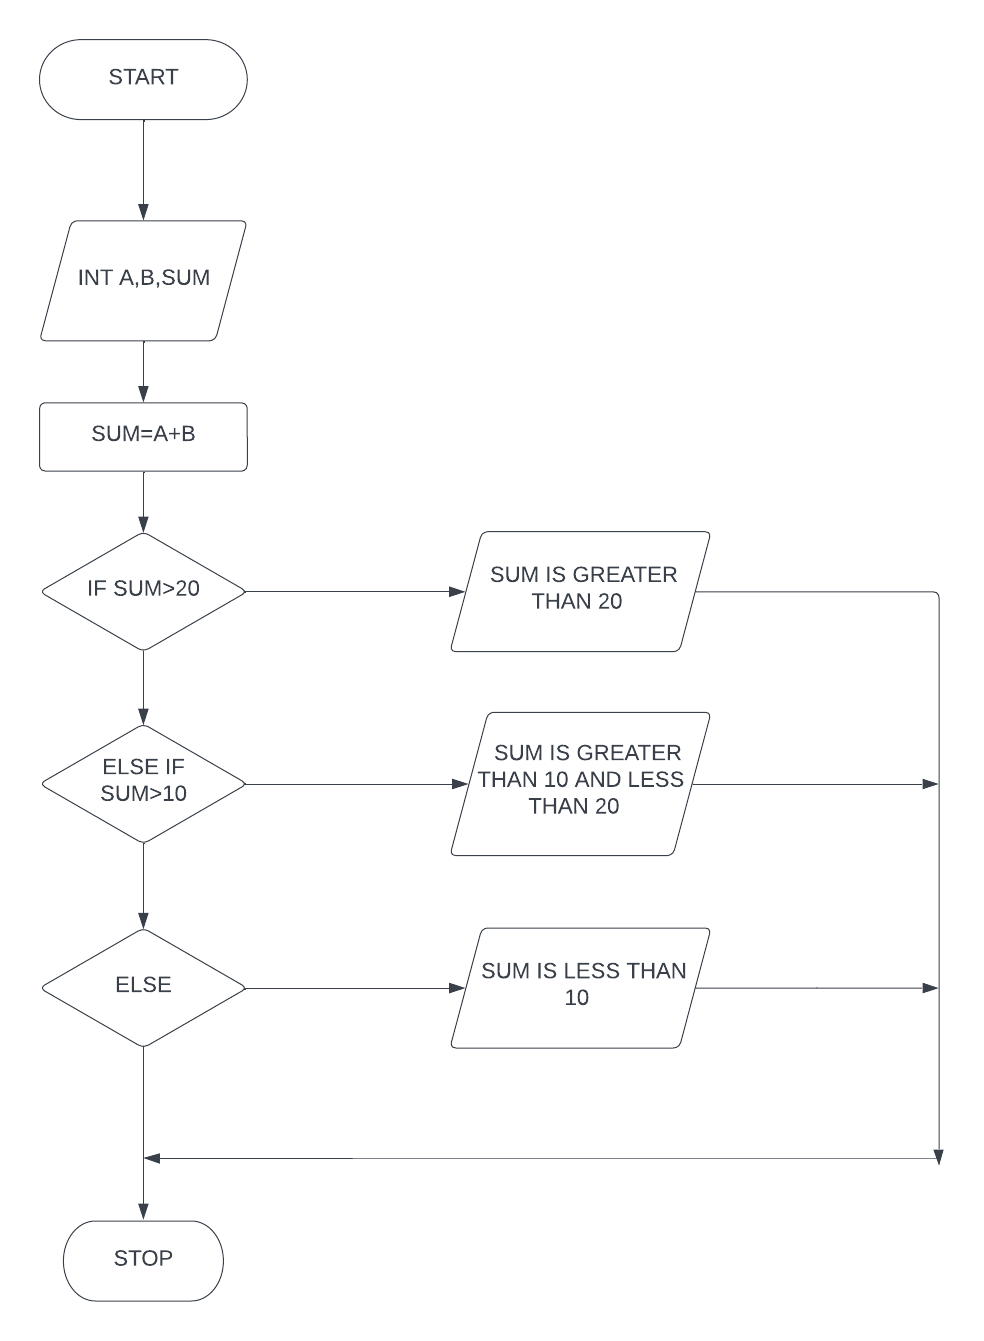 START
INT A,B,SUM
SUM=A+B
IF SUM>20
SUM IS GREATER
THAN 20
ELSE IF
SUM>10
SUM IS GREATER
THAN 10 AND LESS
THAN 20
ELSE
SUM IS LESS THAN
10
STOP